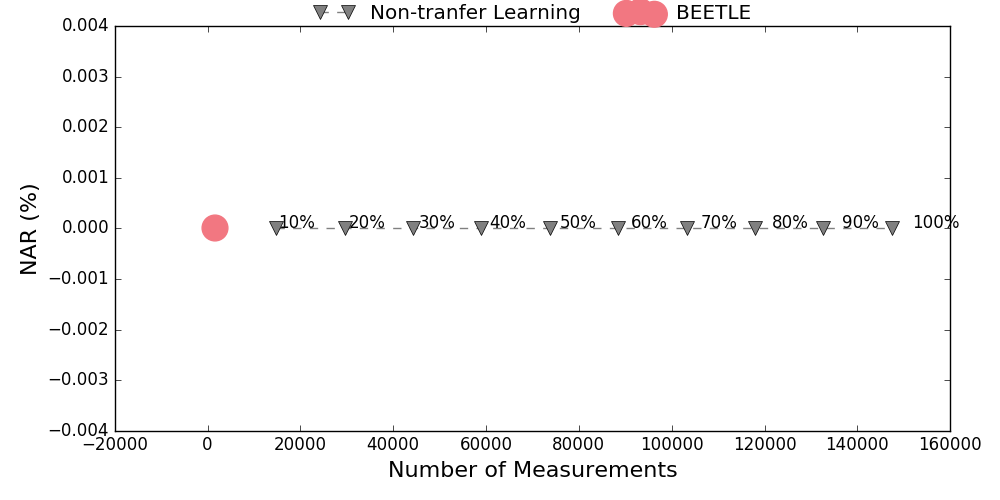 Non-tranfer Learning BEETLE
0.004
0.003
0.002
0.001
0.000
−0.001
−0.002
−0.003
−0.004
NAR (%)
10% 20% 30% 40% 50% 60% 70% 80% 90% 100%
−20000 0 20000 40000 60000 80000 100000 120000 140000 160000
Number of Measurements